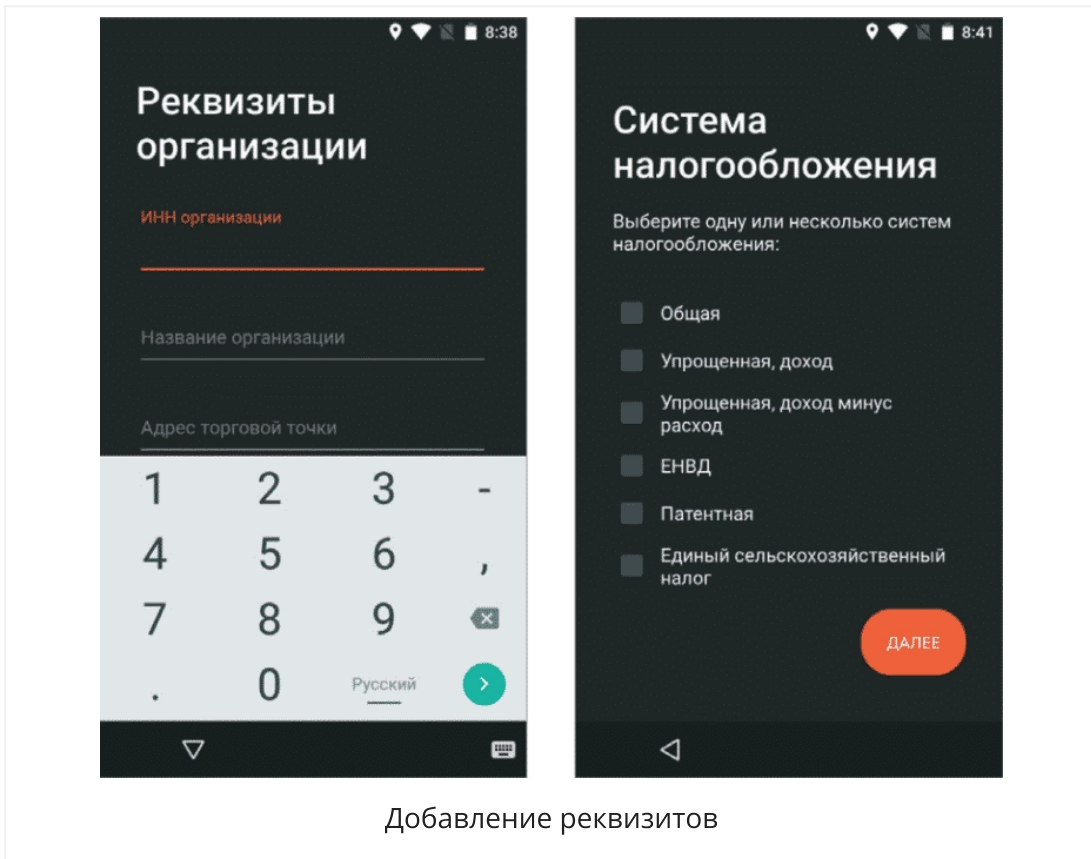 8:38
Реквизиты
организации
ИНН организации
Название организации
Адрес торговой точки
1 2 3 -
4 5 6 ,
7 8 9
. 0 Русский
8:41
Система
налогообложения
Выберите одну или несколько систем
налогообложения:
Общая
Упрощенная, доход
Упрощенная, доход минус
расход
ЕНВД
Патентная
Единый сельскохозяйственный
налог
ДАЛЕЕ
Добавление реквизитов